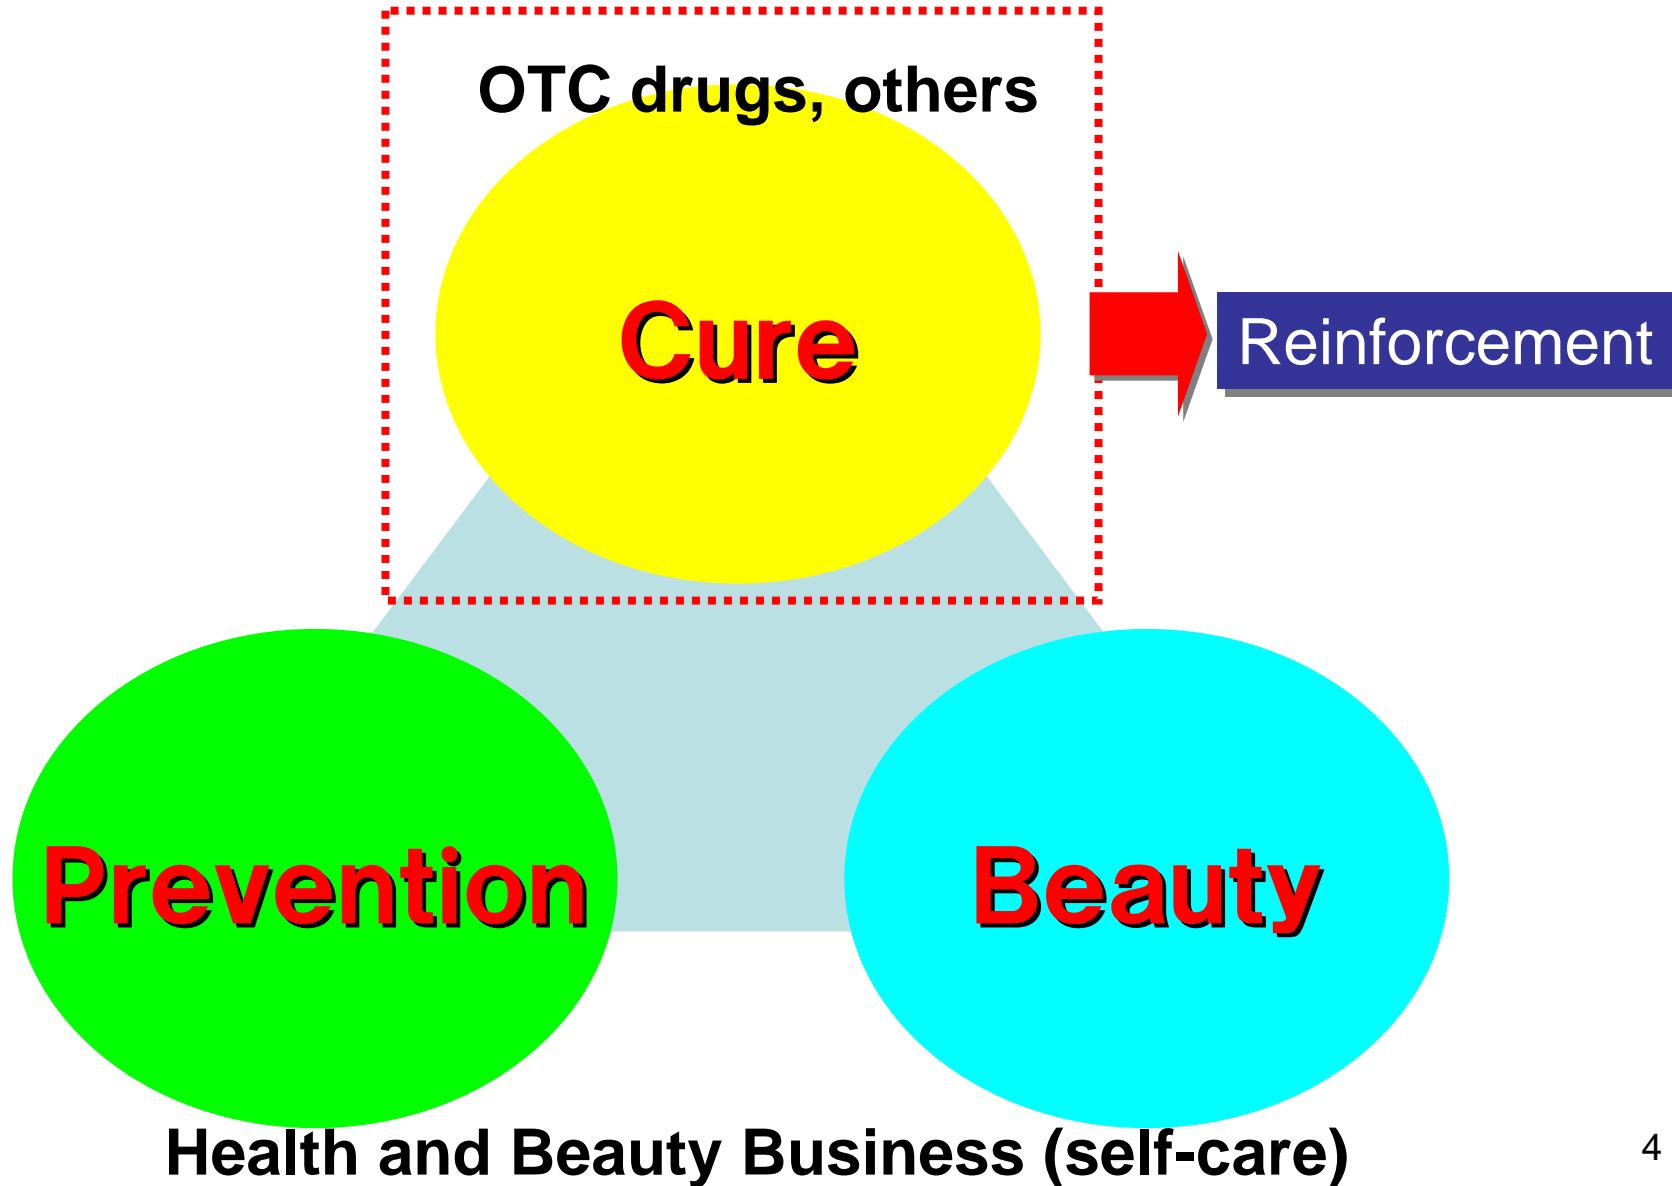 OTC drugs, others
Cure
Reinforcement
Prevention
Beauty
Health and Beauty Business (self-care)
4